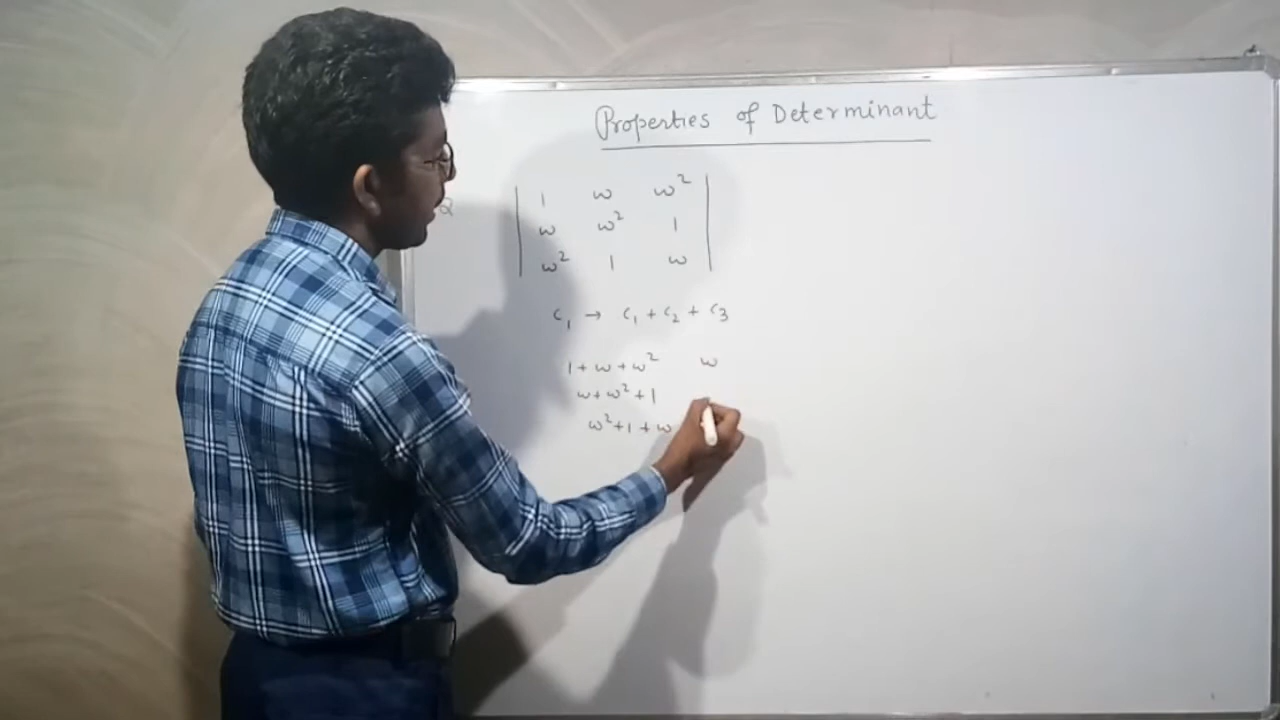 Properties of Determinant
Q
| 1 ω ω² |
| ω ω² 1 |
| ω² 1 ω |
C₁ → C₁ + C₂ + C₃
1 + ω + ω² ω
ω + ω² + 1
ω² + 1 + ω